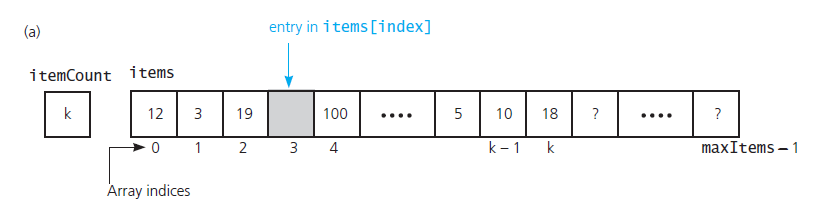 (a)
entry in items[index]
itemCount items
k 12 3 19 100 •••• 5 10 18 ? •••• ?
0 1 2 3 4 k – 1 k maxItems – 1
Array indices